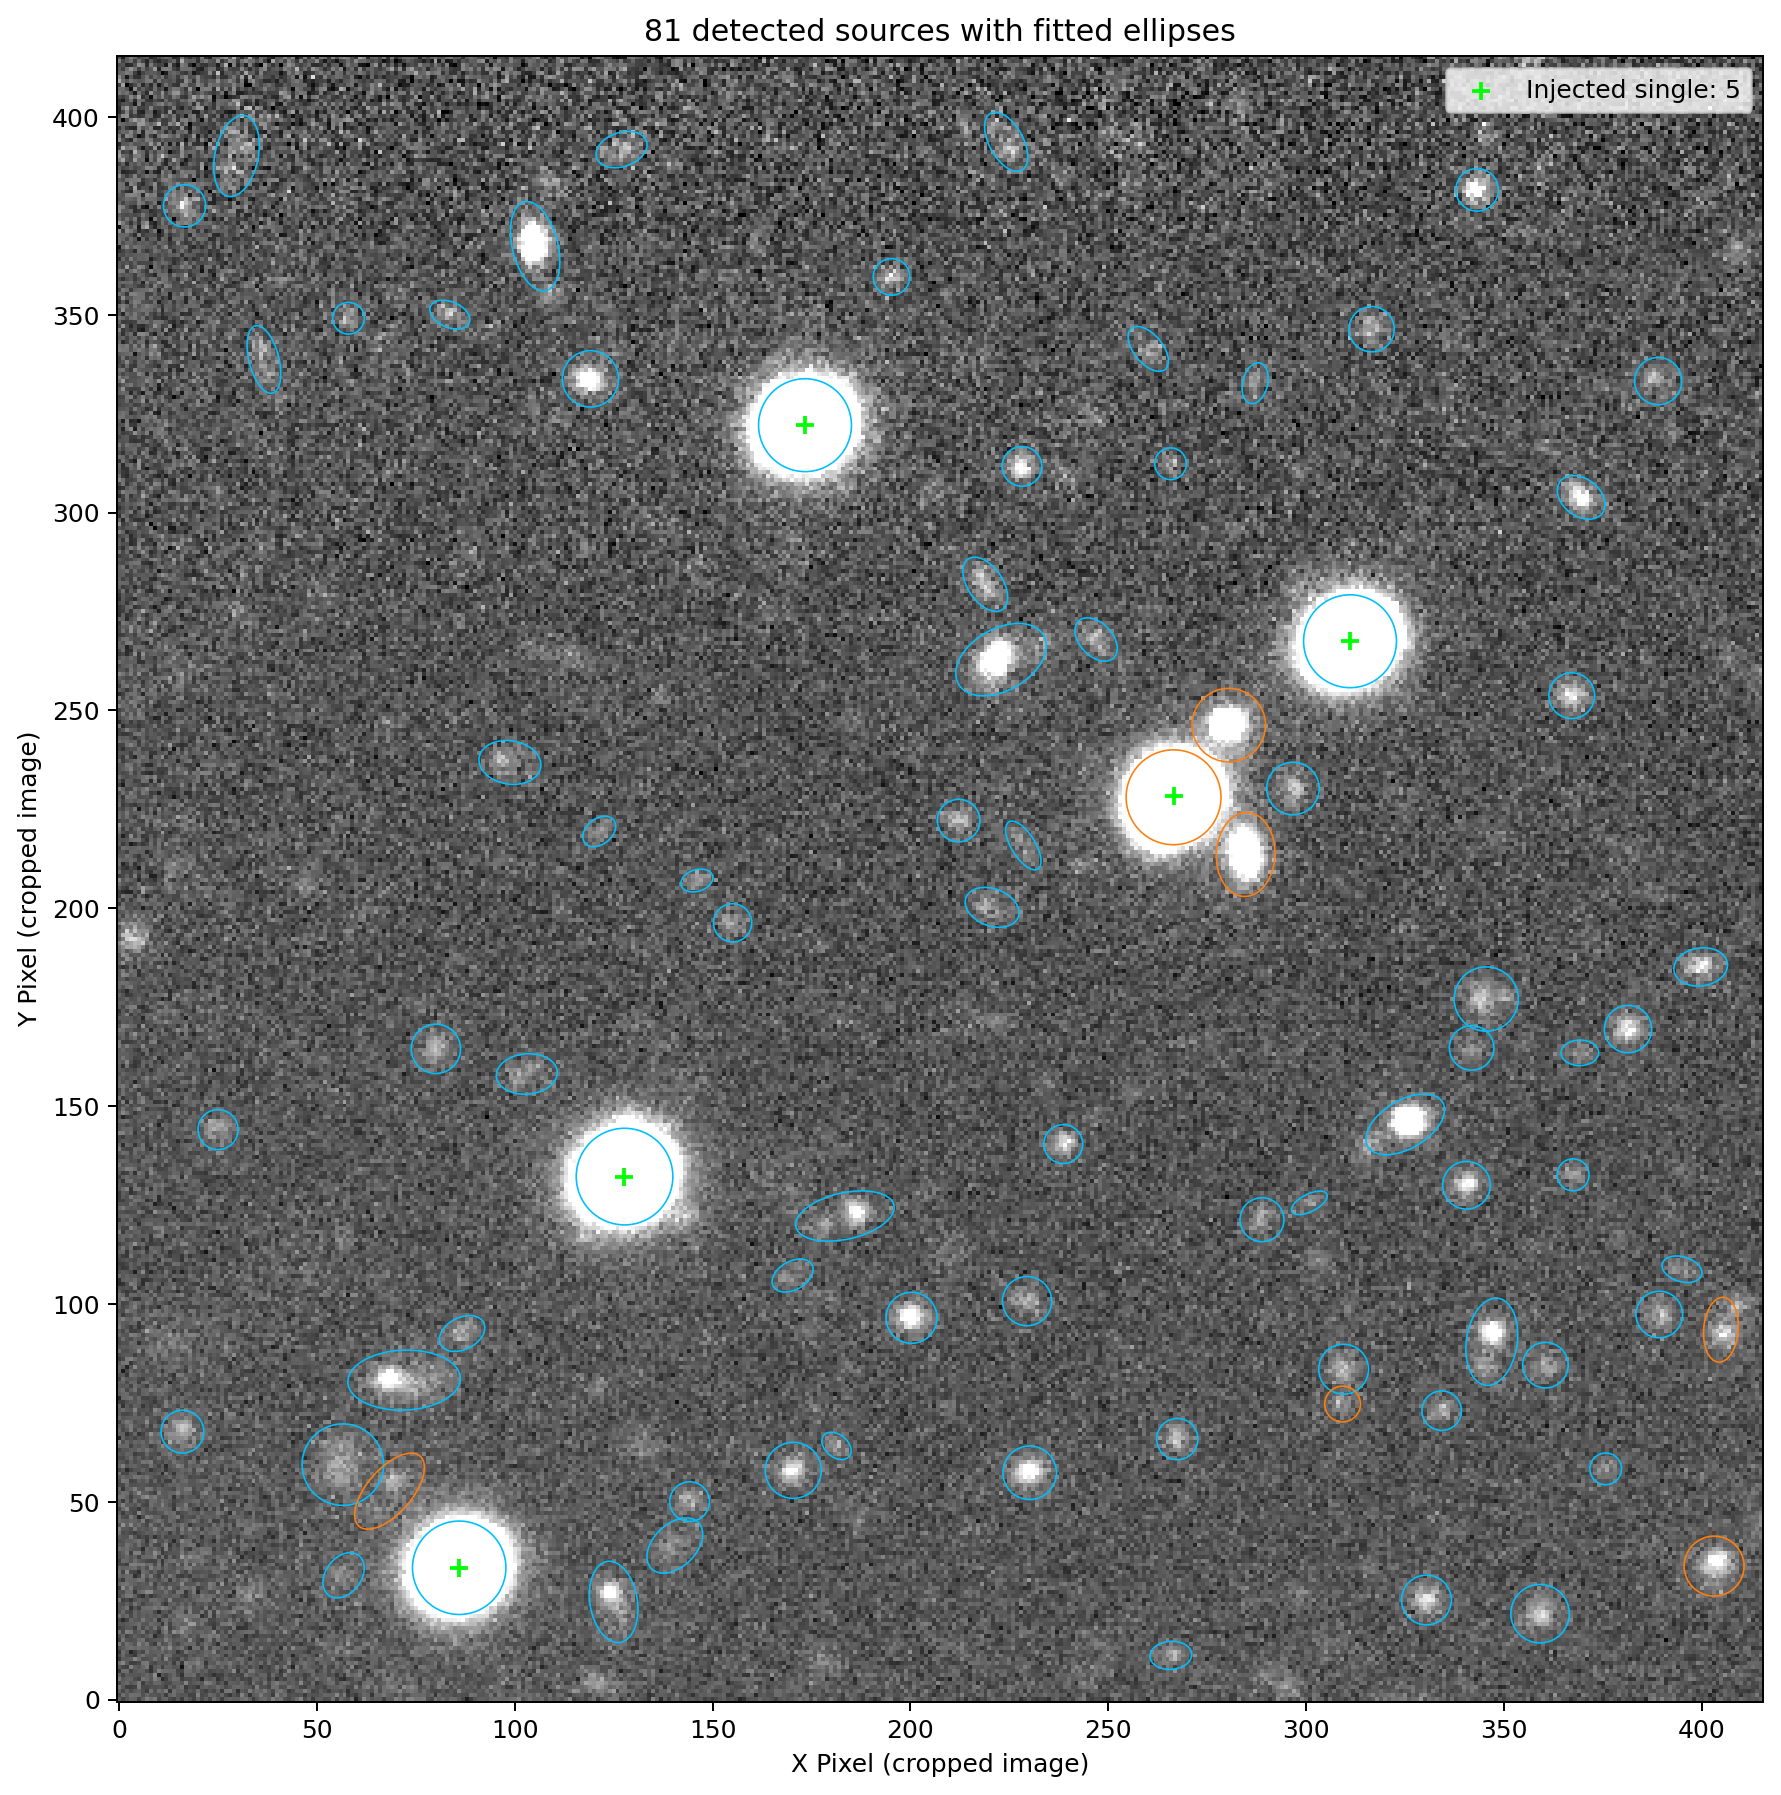 81 detected sources with fitted ellipses
Injected single: 5
400
350
300
250
200
150
100
50
0
Y Pixel (cropped image)
0 50 100 150 200 250 300 350 400
X Pixel (cropped image)